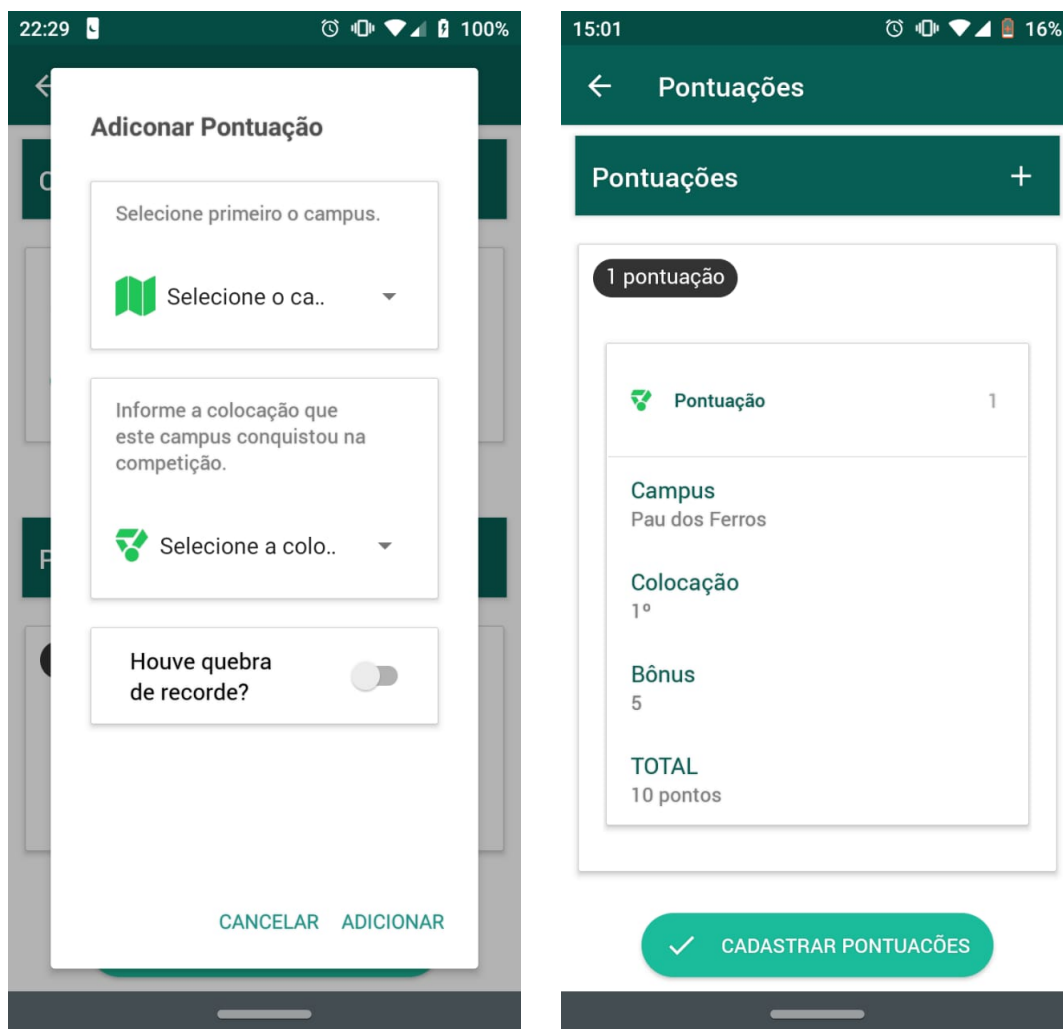 22:29
100%
Adiconar Pontuação
Selecione primeiro o campus.
Selecione o ca..
Informe a colocação que
este campus conquistou na
competição.
Selecione a colo..
Houve quebra
de recorde?
CANCELAR ADICIONAR
15:01
16%
Pontuações
Pontuações
1 pontuação
Pontuação 1
Campus
Pau dos Ferros
Colocação
1º
Bônus
5
TOTAL
10 pontos
CADASTRAR PONTUACÕES